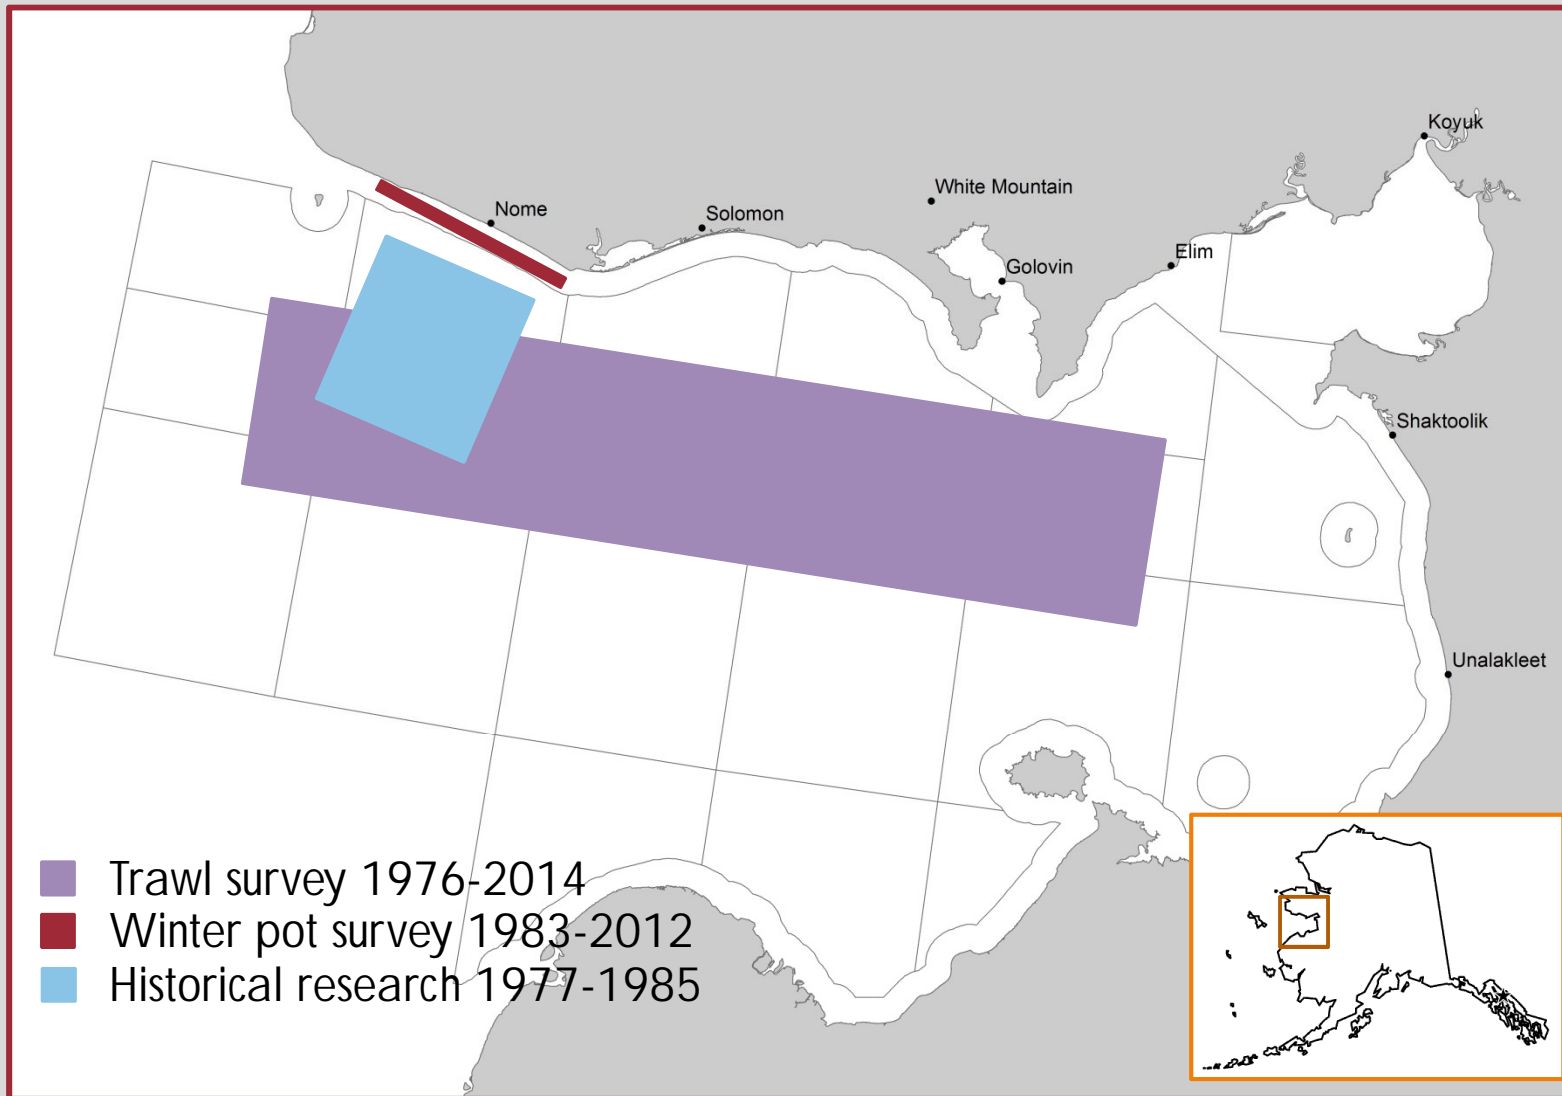 Koyuk
White Mountain
Nome
Solomon
Elim
Golovin
Shaktoolik
Unalakleet
Trawl survey 1976-2014
Winter pot survey 1983-2012
Historical research 1977-1985